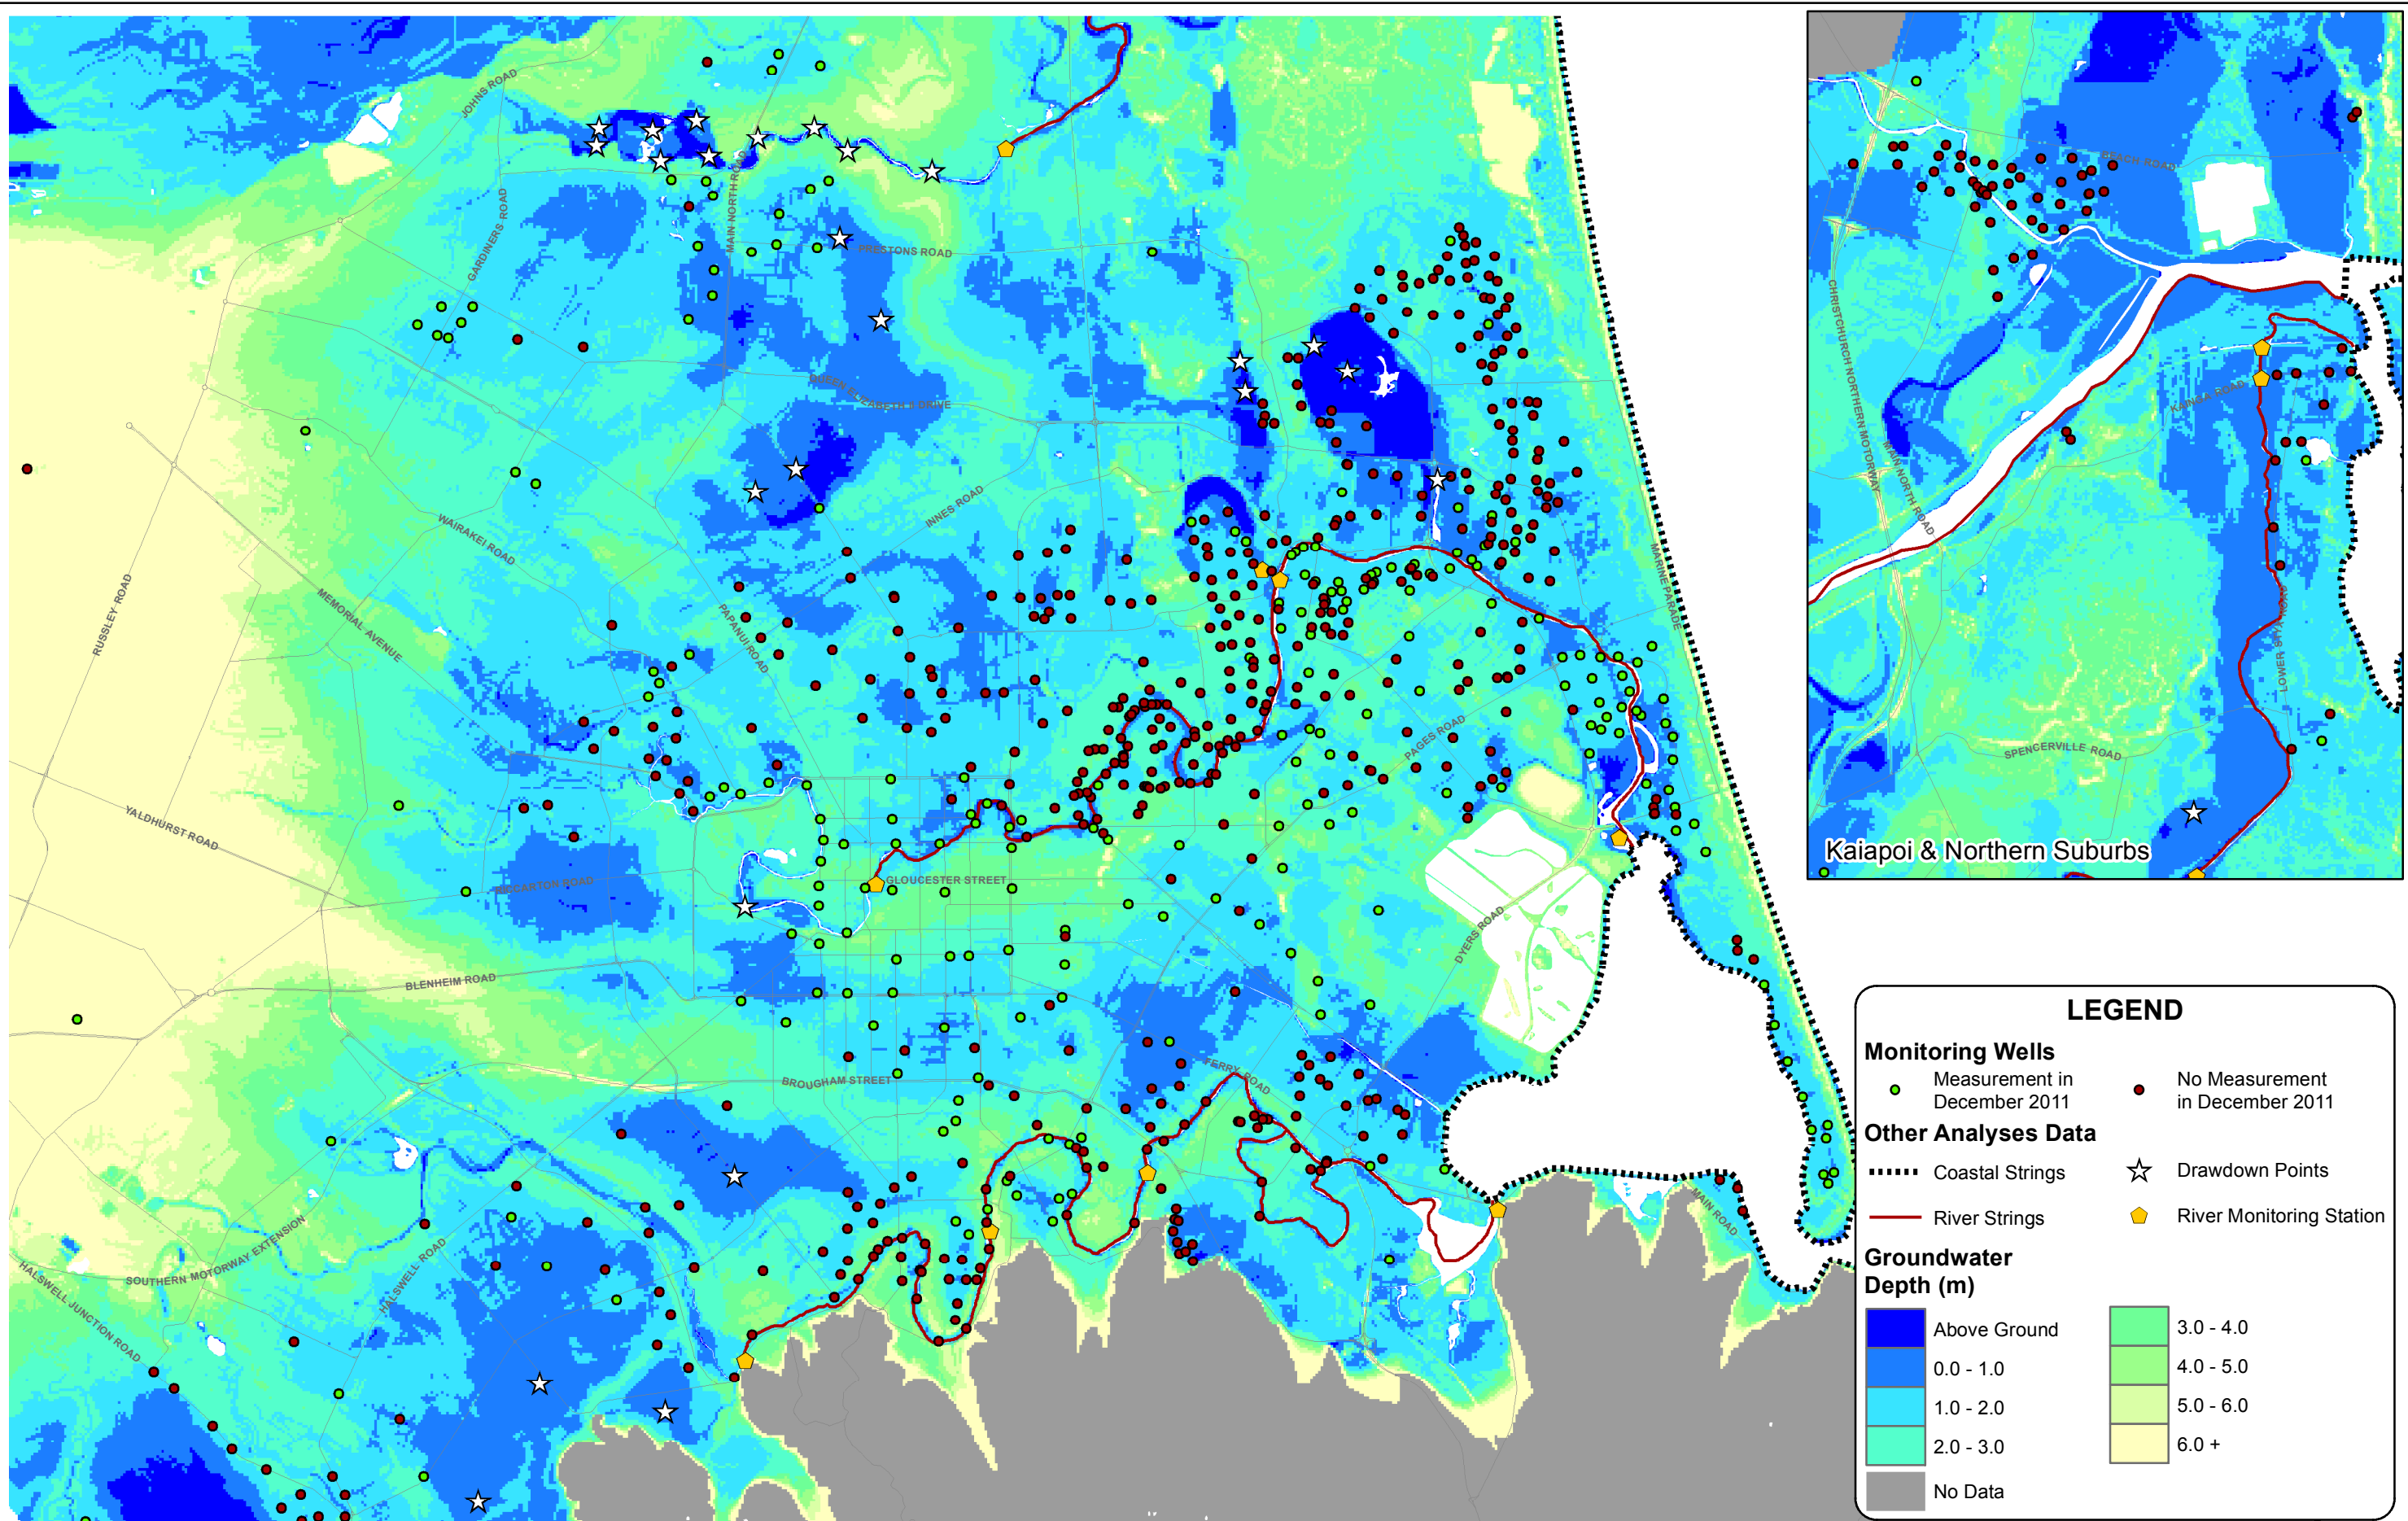 JOHNS ROAD
GARDINERS ROAD
MAIN NORTH ROAD
PRESTONS ROAD
QUEEN ELIZABETH II DRIVE
INNES ROAD
WAIRAKEI ROAD
MEMORIAL AVENUE
RUSSLEY ROAD
PAPANUI ROAD
MARINE PARADE
PAGES ROAD
YALDHURST ROAD
RICCARTON ROAD
GLOUCESTER STREET
DYERS ROAD
BLENHEIM ROAD
FERRY ROAD
BROUGHAM STREET
MAIN ROAD
SOUTHERN MOTORWAY EXTENSION
HALSWELL ROAD
HALSWELL JUNCTION ROAD
BEACH ROAD
CHRISTCHURCH NORTHERN MOTORWAY
MAIN NORTH ROAD
KAINGA ROAD
LOWER STYX ROAD
SPENCERVILLE ROAD
Kaiapoi & Northern Suburbs
LEGEND
Monitoring Wells
Measurement in
December 2011
No Measurement
in December 2011
Other Analyses Data
Coastal Strings
Drawdown Points
River Strings
River Monitoring Station
Groundwater
Depth (m)
Above Ground
0.0 - 1.0
1.0 - 2.0
2.0 - 3.0
No Data
3.0 - 4.0
4.0 - 5.0
5.0 - 6.0
6.0 +